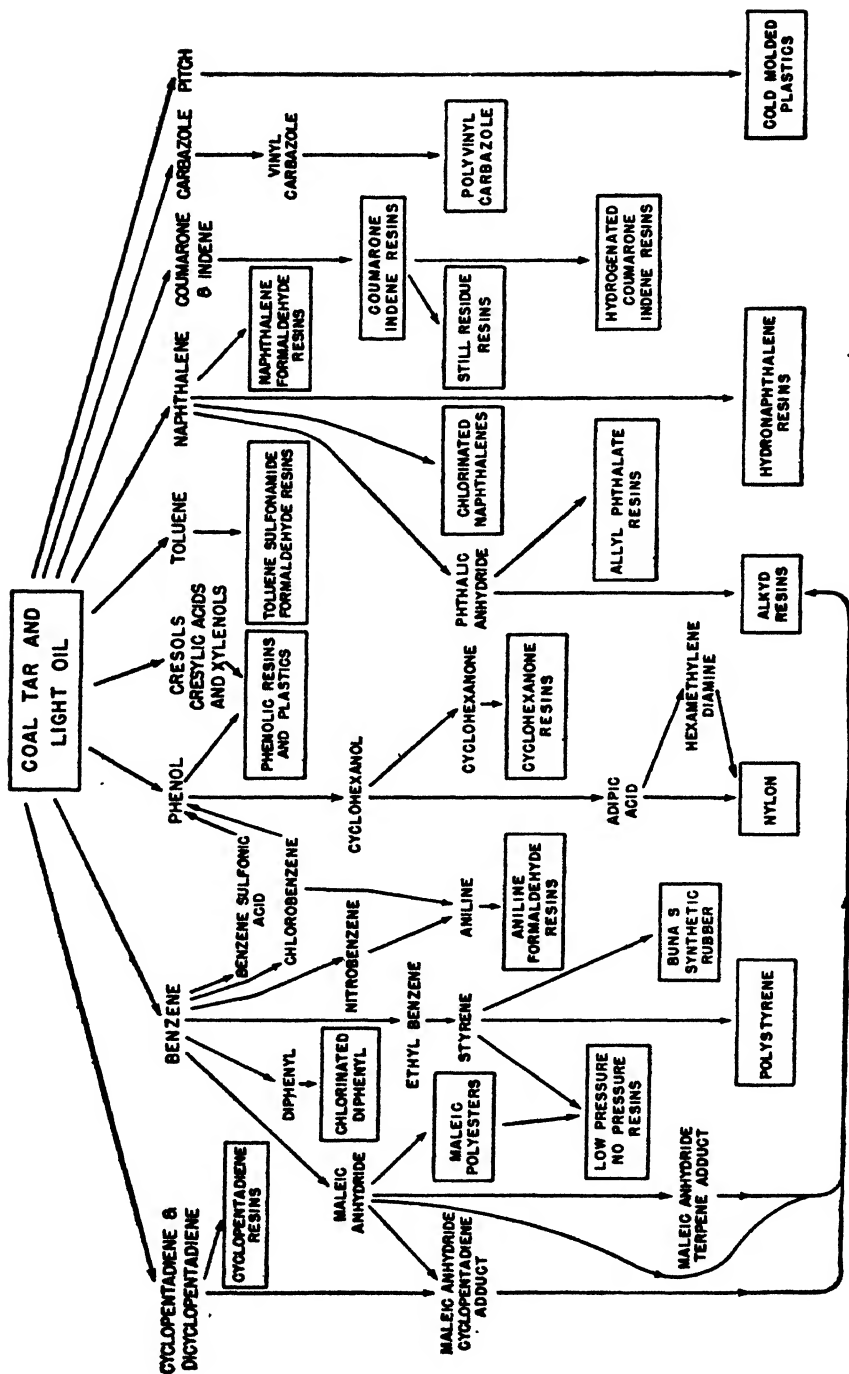 COAL TAR AND
LIGHT OIL
CYCLOPENTADIENE &
DICYCLOPENTADIENE
BENZENE
PHENOL
CRESOLS
CRESYLIC ACIDS
AND XYLENOLS
TOLUENE
NAPHTHALENE
COUMARONE
& INDENE
CARBAZOLE
PITCH
CYCLOPENTADIENE
RESINS
BENZENE SULFONIC
ACID
CHLOROBENZENE
PHENOLIC RESINS
AND PLASTICS
TOLUENE SULFONAMIDE
FORMALDEHYDE RESINS
NAPHTHALENE
FORMALDEHYDE
RESINS
VINYL
CARBAZOLE
DIPHENYL
CHLORINATED
DIPHENYL
NITROBENZENE
MALEIC
ANHYDRIDE
CYCLOHEXANOL
COUMARONE
INDENE RESINS
MALEIC ANHYDRIDE
CYCLOPENTADIENE
ADDUCT
MALEIC
POLYESTERS
ETHYL BENZENE
STYRENE
ANILINE
ANILINE
FORMALDEHYDE
RESINS
CYCLOHEXANONE
CYCLOHEXANONE
RESINS
PHTHALIC
ANHYDRIDE
CHLORINATED
NAPHTHALENES
STILL RESIDUE
RESINS
POLYVINYL
CARBAZOLE
LOW PRESSURE
NO PRESSURE
RESINS
ADIPIC
ACID
ALLYL PHTHALATE
RESINS
HYDROGENATED
COUMARONE
INDENE RESINS
MALEIC ANHYDRIDE
TERPENE ADDUCT
BUNA S
SYNTHETIC
RUBBER
HEXAMETHYLENE
DIAMINE
POLYSTYRENE
NYLON
ALKYD
RESINS
HYDRONAPHTHALENE
RESINS
COLD MOLDED
PLASTICS